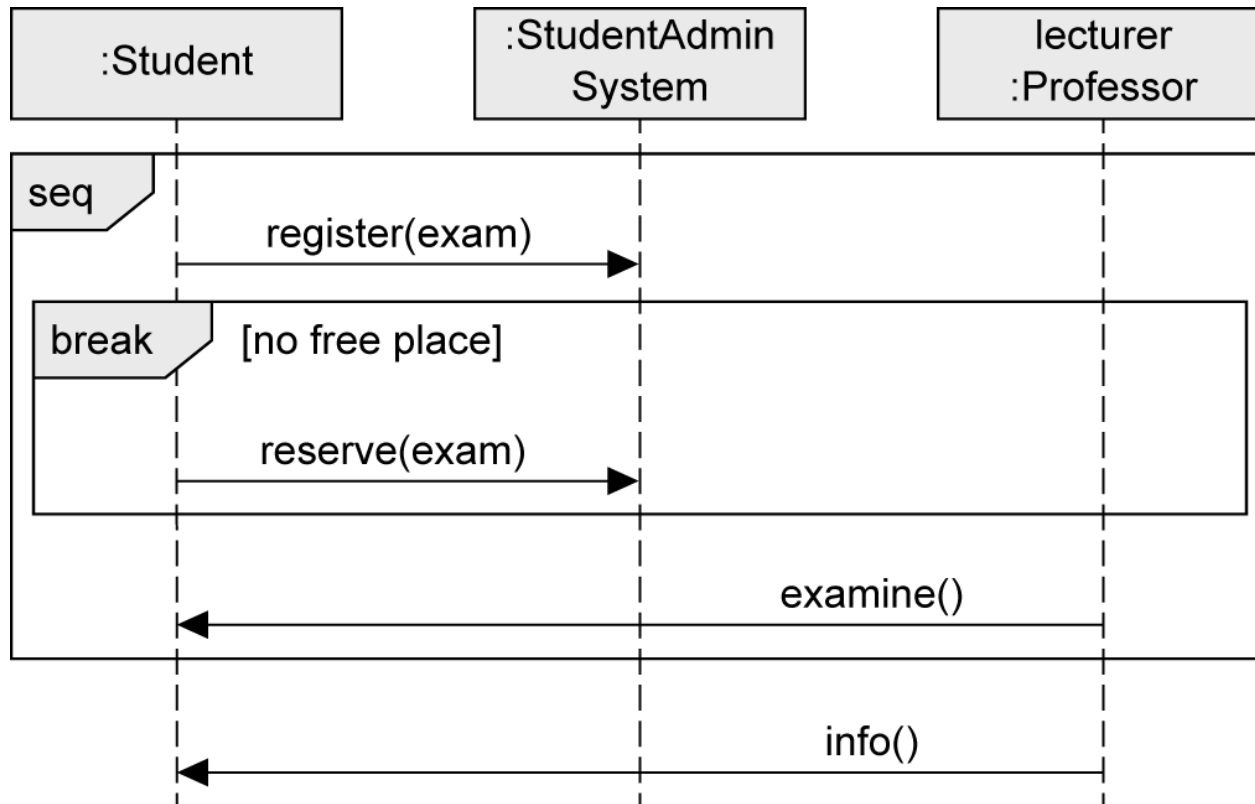 :Student
:StudentAdmin
System
lecturer
:Professor
seq
register(exam)
break
[no free place]
reserve(exam)
examine()
info()